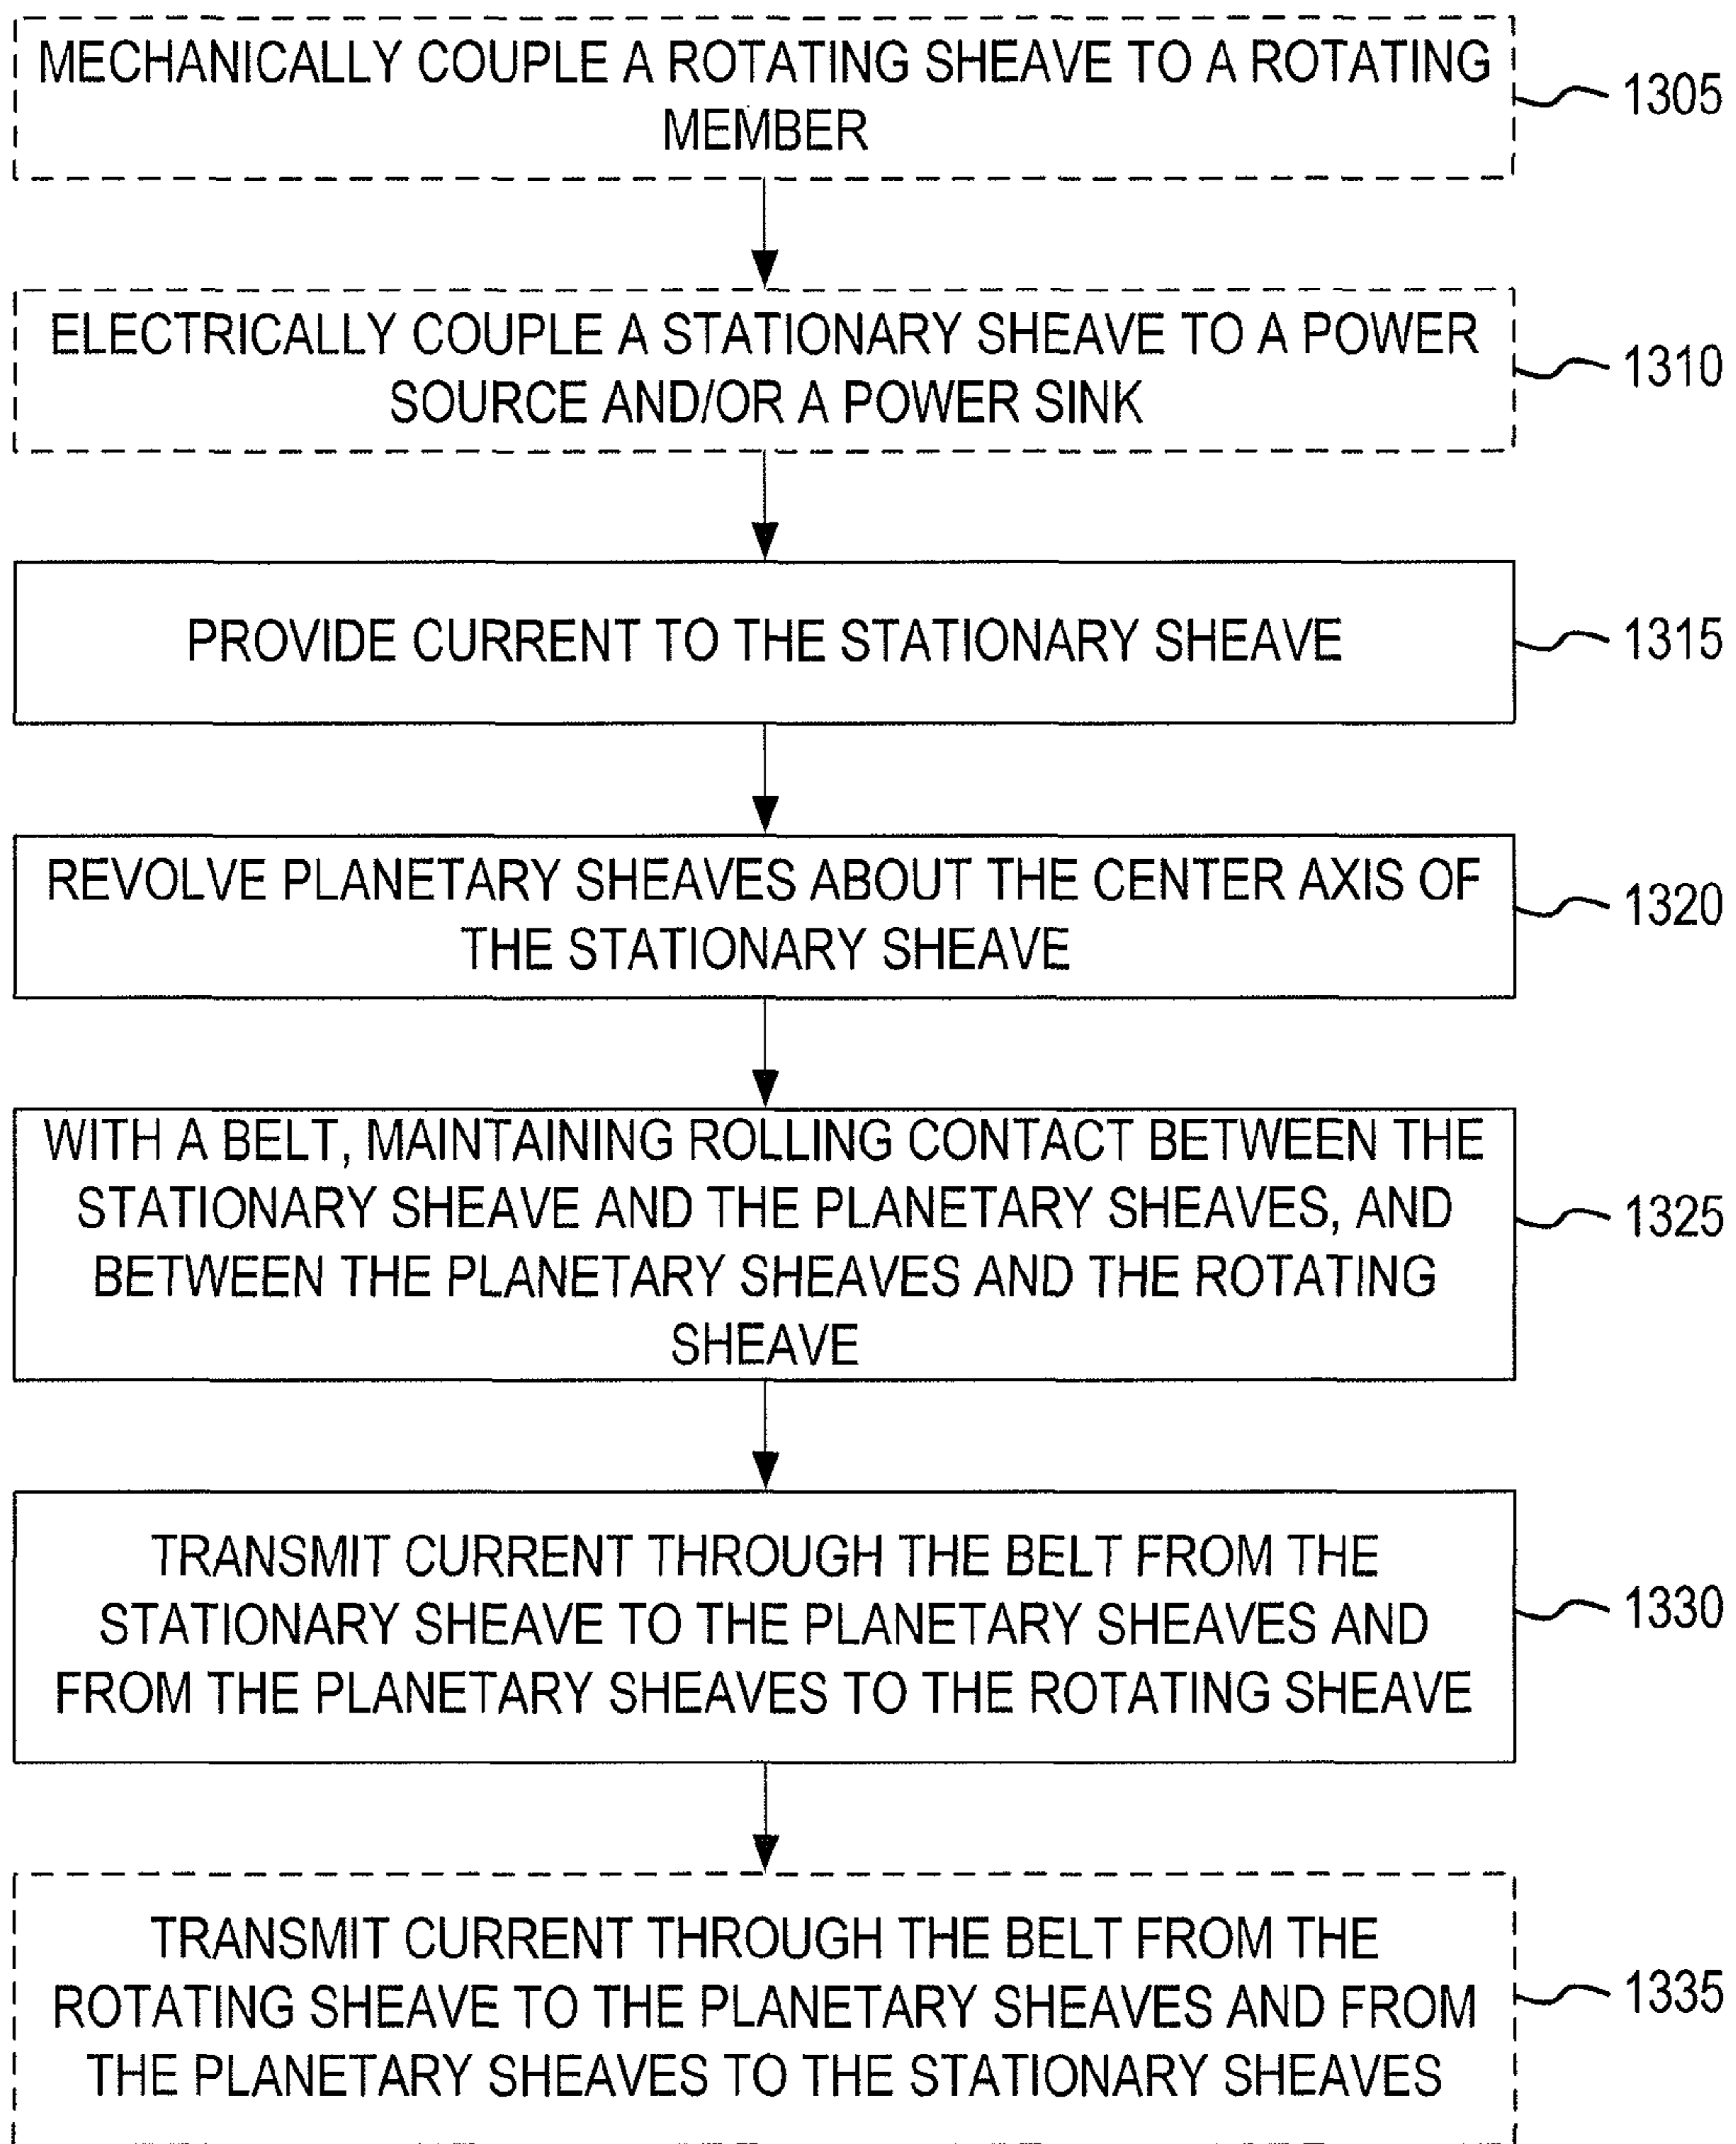 MECHANICALLY COUPLE A ROTATING SHEAVE TO A ROTATING
MEMBER
1305
ELECTRICALLY COUPLE A STATIONARY SHEAVE TO A POWER
SOURCE AND/OR A POWER SINK
1310
PROVIDE CURRENT TO THE STATIONARY SHEAVE
1315
REVOLVE PLANETARY SHEAVES ABOUT THE CENTER AXIS OF
THE STATIONARY SHEAVE
1320
WITH A BELT, MAINTAINING ROLLING CONTACT BETWEEN THE
STATIONARY SHEAVE AND THE PLANETARY SHEAVES, AND
BETWEEN THE PLANETARY SHEAVES AND THE ROTATING
SHEAVE
1325
TRANSMIT CURRENT THROUGH THE BELT FROM THE
STATIONARY SHEAVE TO THE PLANETARY SHEAVES AND
FROM THE PLANETARY SHEAVES TO THE ROTATING SHEAVE
1330
TRANSMIT CURRENT THROUGH THE BELT FROM THE
ROTATING SHEAVE TO THE PLANETARY SHEAVES AND FROM
THE PLANETARY SHEAVES TO THE STATIONARY SHEAVES
1335